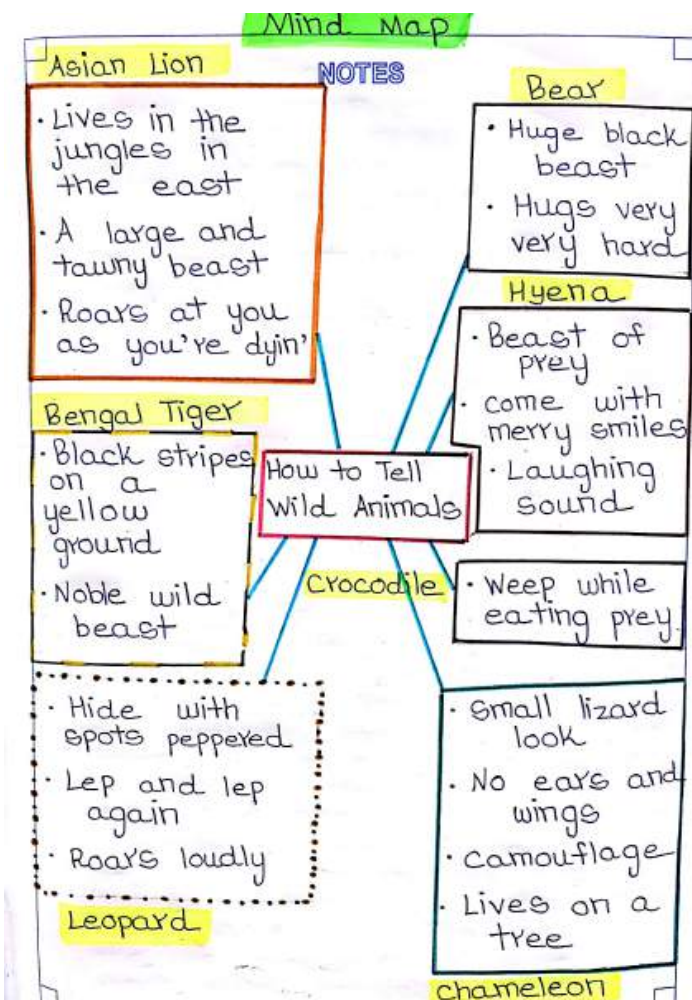 Mind Map
NOTES
Asian Lion
• Lives in the
jungles in
the east
• A large and
tawny beast
• Roars at you
as you're dyin'
Bear
• Huge black
beast
• Hugs very
very hard
Hyena
• Beast of
prey
• come with
merry smiles
• Laughing
sound
Bengal Tiger
• Black stripes
on a
yellow
ground
• Noble wild
beast
How to Tell
Wild Animals
Crocodile
• Weep while
eating prey.
• Hide with
spots peppered
• Lep and lep
again
• Roars loudly
Leopard
• Small lizard
look
• No ears and
wings
• camouflage
• Lives on a
tree
Chameleon